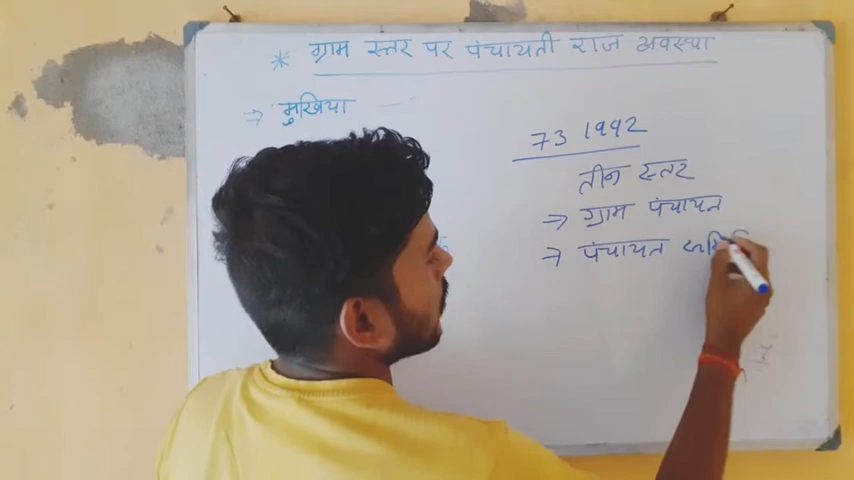 * ग्राम स्तर पर पंचायती राज अवस्था
→ मुखिया
73 1992
तीन स्तर
→ ग्राम पंचायत
→ पंचायत